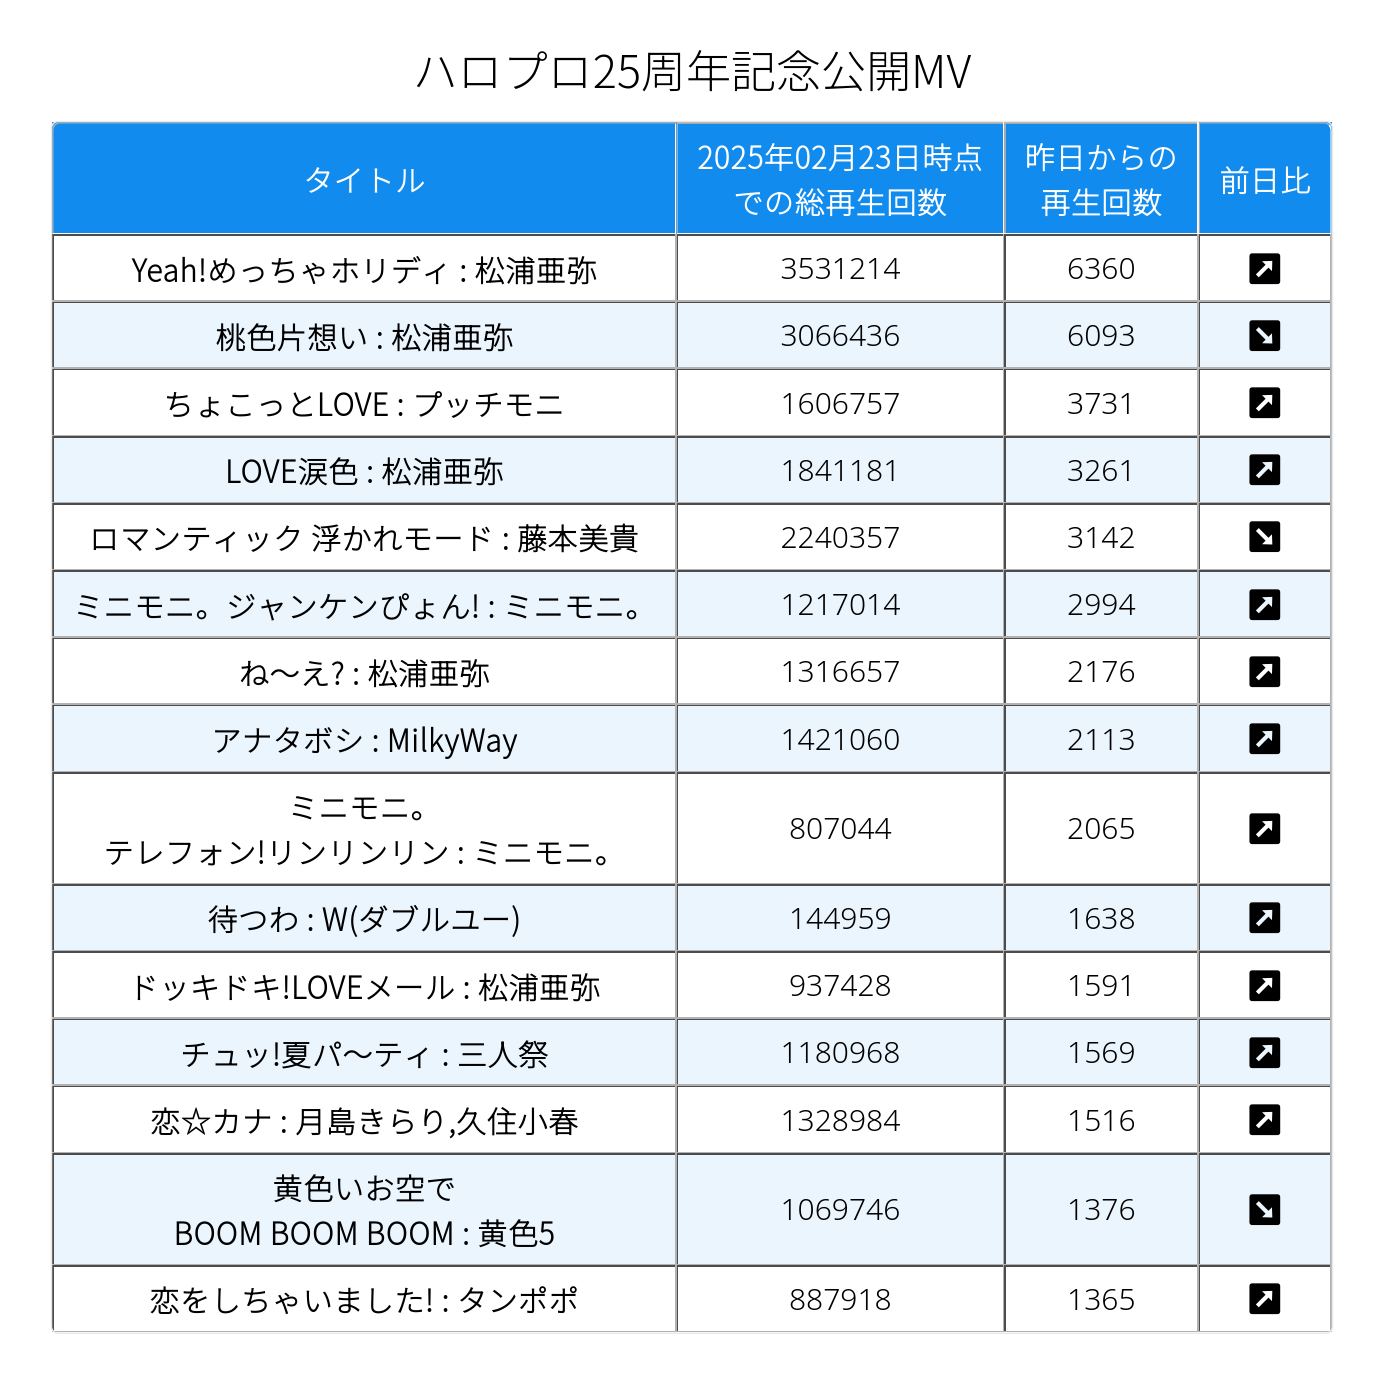 ハロプロ25周年記念公開MV
タイトル
2025年02月23日時点
での総再生回数
昨日からの
再生回数
前日比
Yeah!めっちゃホリディ : 松浦亜弥 3531214 6360 ↗
桃色片想い : 松浦亜弥 3066436 6093 ↘
ちょこっとLOVE : プッチモニ 1606757 3731 ↗
LOVE涙色 : 松浦亜弥 1841181 3261 ↗
ロマンティック 浮かれモード : 藤本美貴 2240357 3142 ↘
ミニモニ。ジャンケンぴょん! : ミニモニ。 1217014 2994 ↗
ね〜え? : 松浦亜弥 1316657 2176 ↗
アナタボシ : MilkyWay 1421060 2113 ↗
ミニモニ。
テレフォン!リンリンリン : ミニモニ。 807044 2065 ↗
待つわ : W(ダブルユー) 144959 1638 ↗
ドッキドキ!LOVEメール : 松浦亜弥 937428 1591 ↗
チュッ!夏パ〜ティ : 三人祭 1180968 1569 ↗
恋☆カナ : 月島きらり,久住小春 1328984 1516 ↗
黄色いお空で
BOOM BOOM BOOM : 黄色5 1069746 1376 ↘
恋をしちゃいました! : タンポポ 887918 1365 ↗